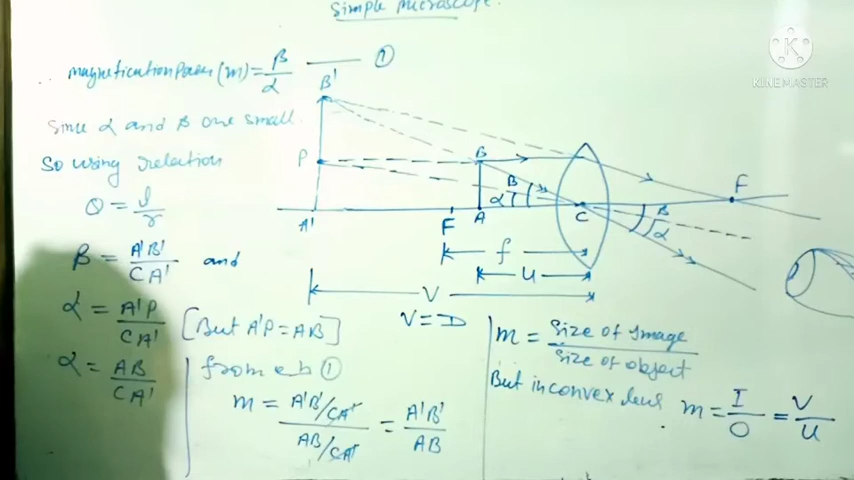 Simple Microscope.
KINEMASTER
magnification Power (m) = β/α ——— ①
Since α and β are small.
So using relation
θ = l/r
β = A'B'/CA' and
α = A'P/CA' [But A'P = AB]
α = AB/CA'
from eq ①
m = A'B'/CA' / AB/CA' = A'B'/AB
B'
P
A'
B
β
α
F
A
C
F
β
α
f
u
V
V = D
m = Size of Image/Size of object
But in convex lens m = I/O = V/u